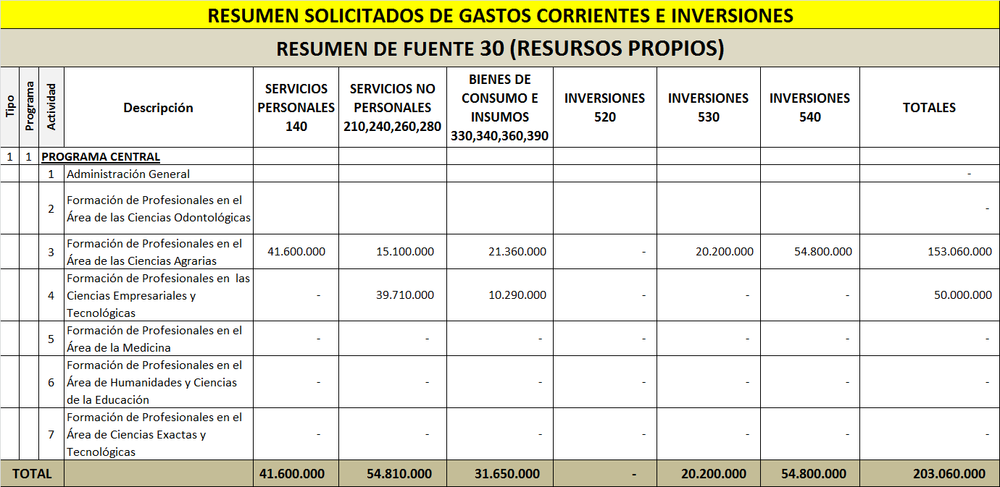 RESUMEN SOLICITADOS DE GASTOS CORRIENTES E INVERSIONES
RESUMEN DE FUENTE 30 (RESURSOS PROPIOS)
Tipo
Programa
Actividad
Descripción
SERVICIOS
PERSONALES
140
SERVICIOS NO
PERSONALES
210,240,260,280
BIENES DE
CONSUMO E
INSUMOS
330,340,360,390
INVERSIONES
520
INVERSIONES
530
INVERSIONES
540
TOTALES
1 1 PROGRAMA CENTRAL
1 Administración General -
2 Formación de Profesionales en el
Área de las Ciencias Odontológicas -
3 Formación de Profesionales en el
Área de las Ciencias Agrarias 41.600.000 15.100.000 21.360.000 - 20.200.000 54.800.000 153.060.000
4 Formación de Profesionales en  las
Ciencias Empresariales y
Tecnológicas - 39.710.000 10.290.000 - - - 50.000.000
5 Formación de Profesionales en el
Área de la Medicina - - - - - - -
6 Formación de Profesionales en el
Área de Humanidades y Ciencias
de la Educación - - - - - - -
7 Formación de Profesionales en el
Área de Ciencias Exactas y
Tecnológicas - - - - - - -
TOTAL 41.600.000 54.810.000 31.650.000 - 20.200.000 54.800.000 203.060.000